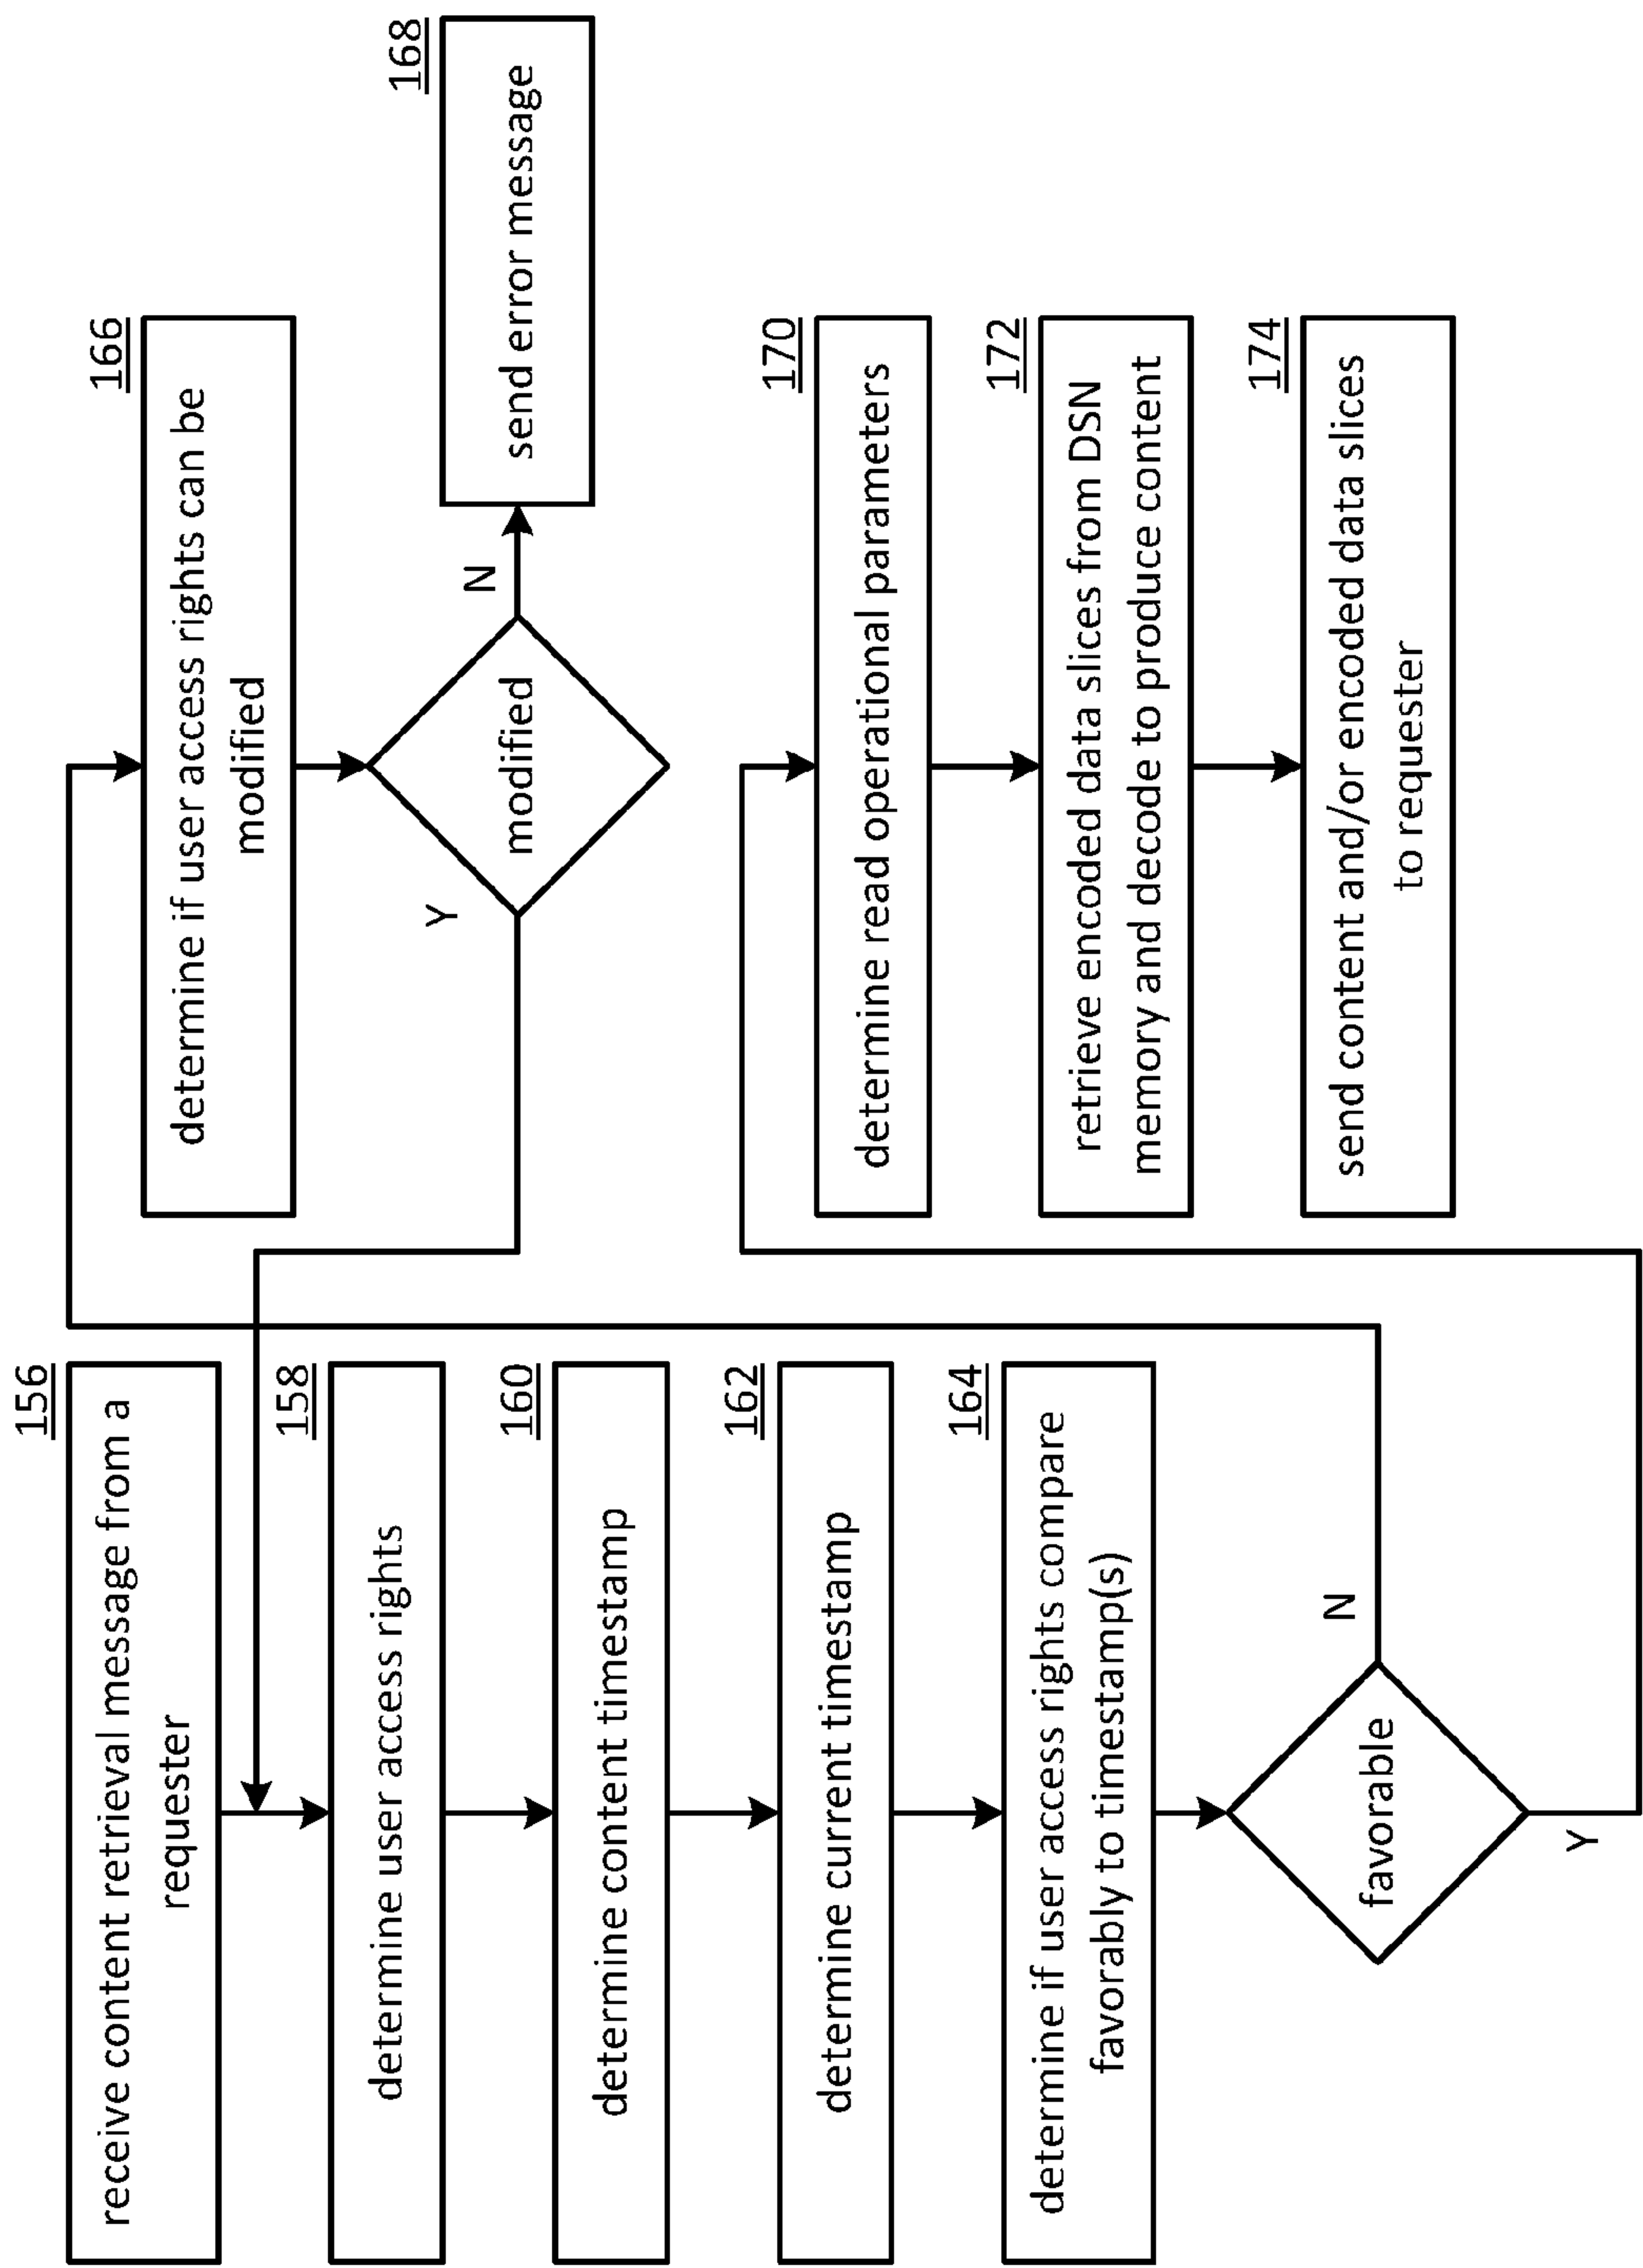 156
receive content retrieval message from a
requester
158
determine user access rights
160
determine content timestamp
162
determine current timestamp
164
determine if user access rights compare
favorably to timestamp(s)
favorable
N
Y
166
determine if user access rights can be
modified
modified
Y
N
168
send error message
170
determine read operational parameters
172
retrieve encoded data slices from DSN
memory and decode to produce content
174
send content and/or encoded data slices
to requester